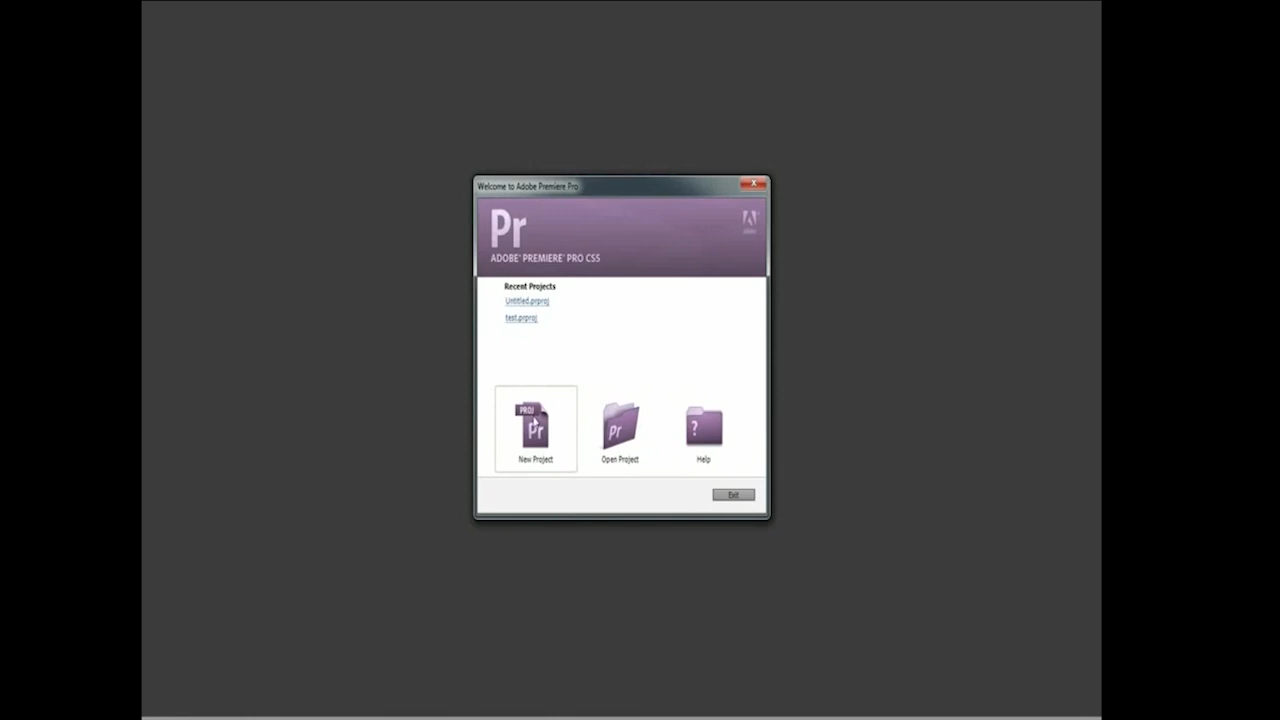 Welcome to Adobe Premiere Pro
Pr
Adobe
ADOBE® PREMIERE® PRO CS5
Recent Projects
Untitled.prproj
test.prproj
PROJ
Pr
Pr
?
New Project
Open Project
Help
Exit